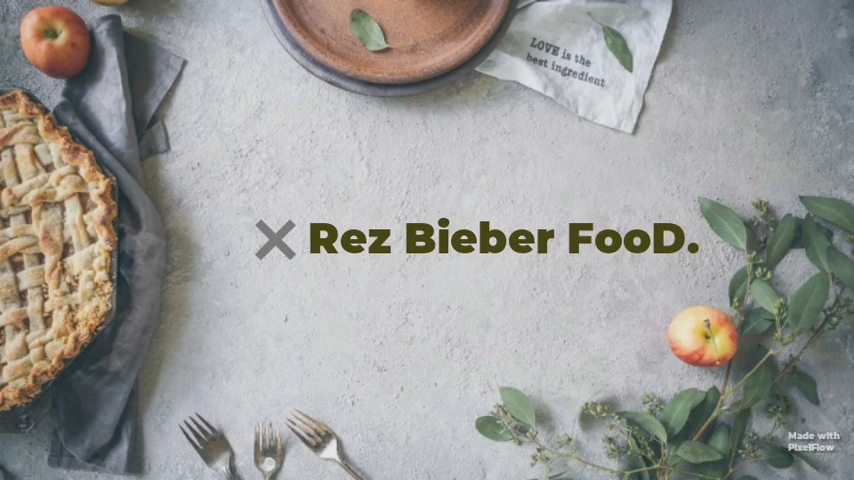 LOVE is the
best ingredient
❌ Rez Bieber FooD.
Made with
PixelFlow